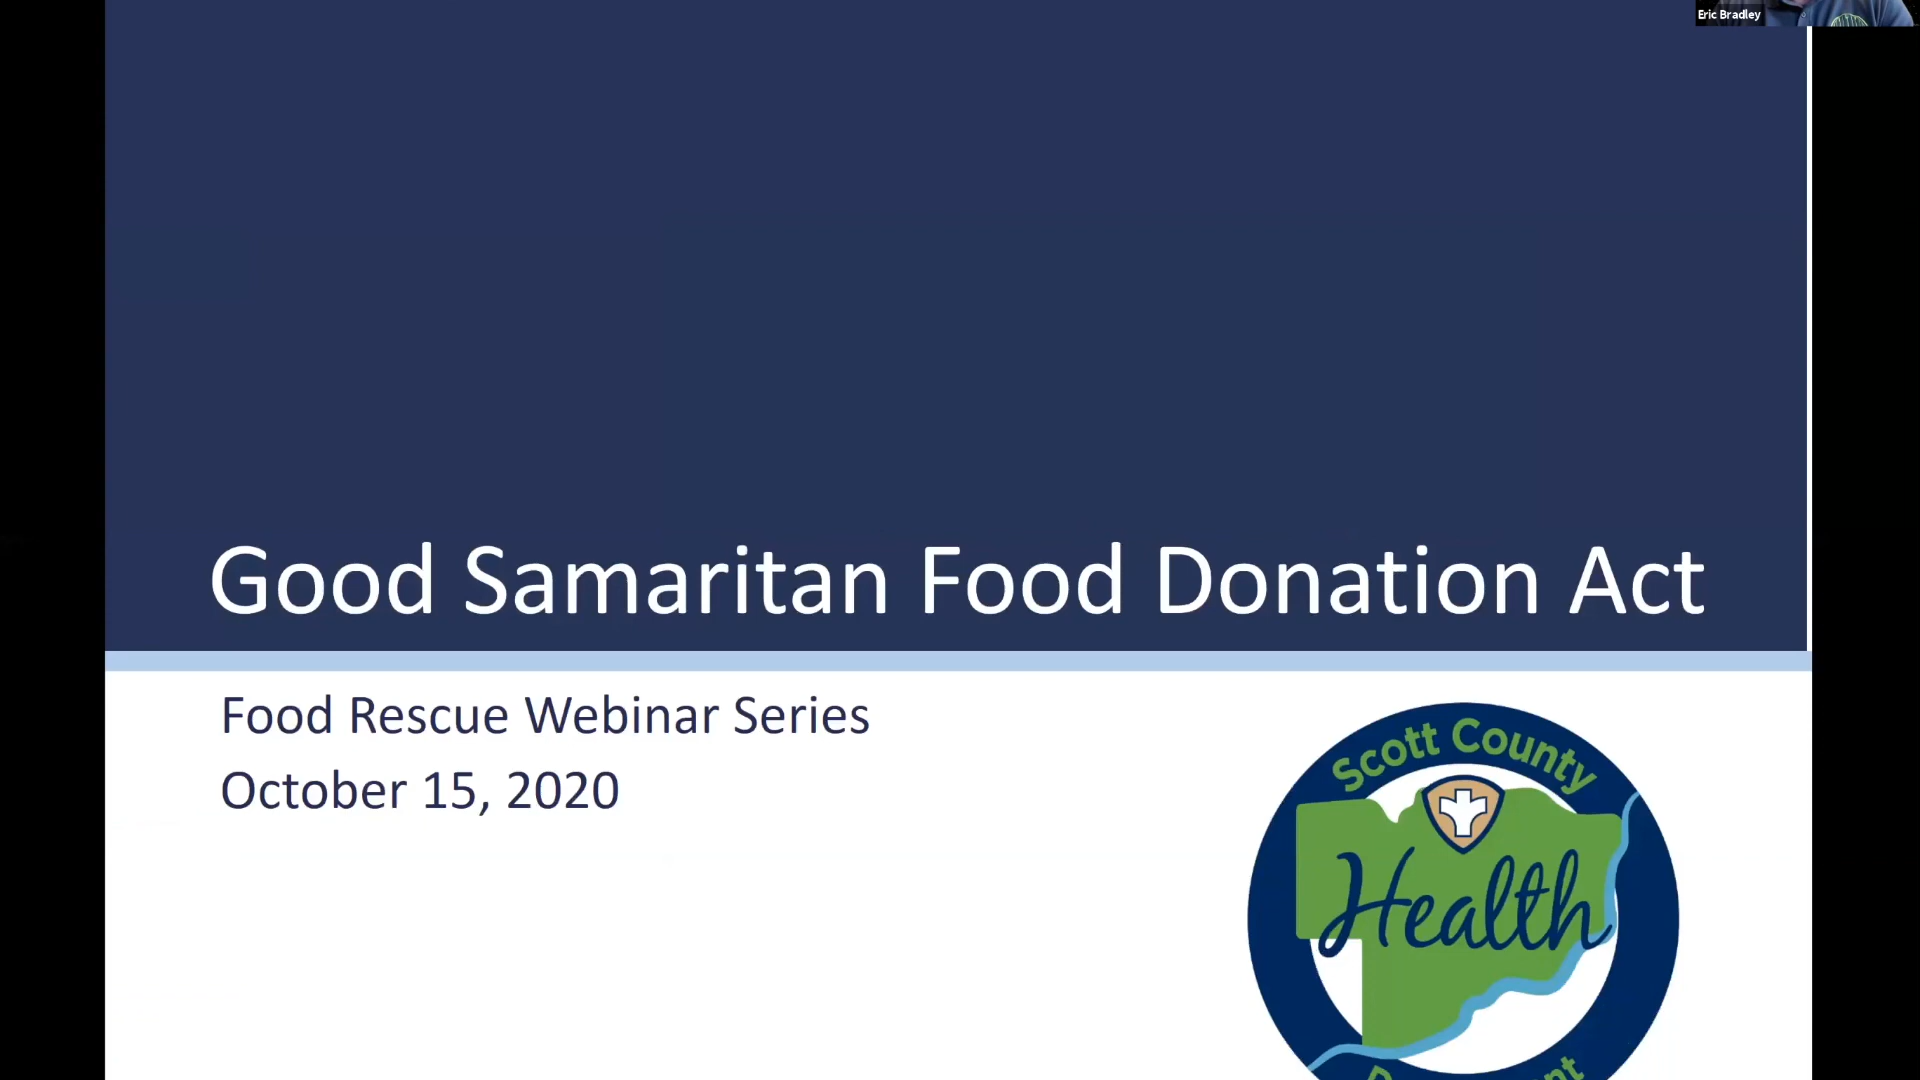 Eric Bradley
Good Samaritan Food Donation Act
Food Rescue Webinar Series
October 15, 2020
Scott County
Health